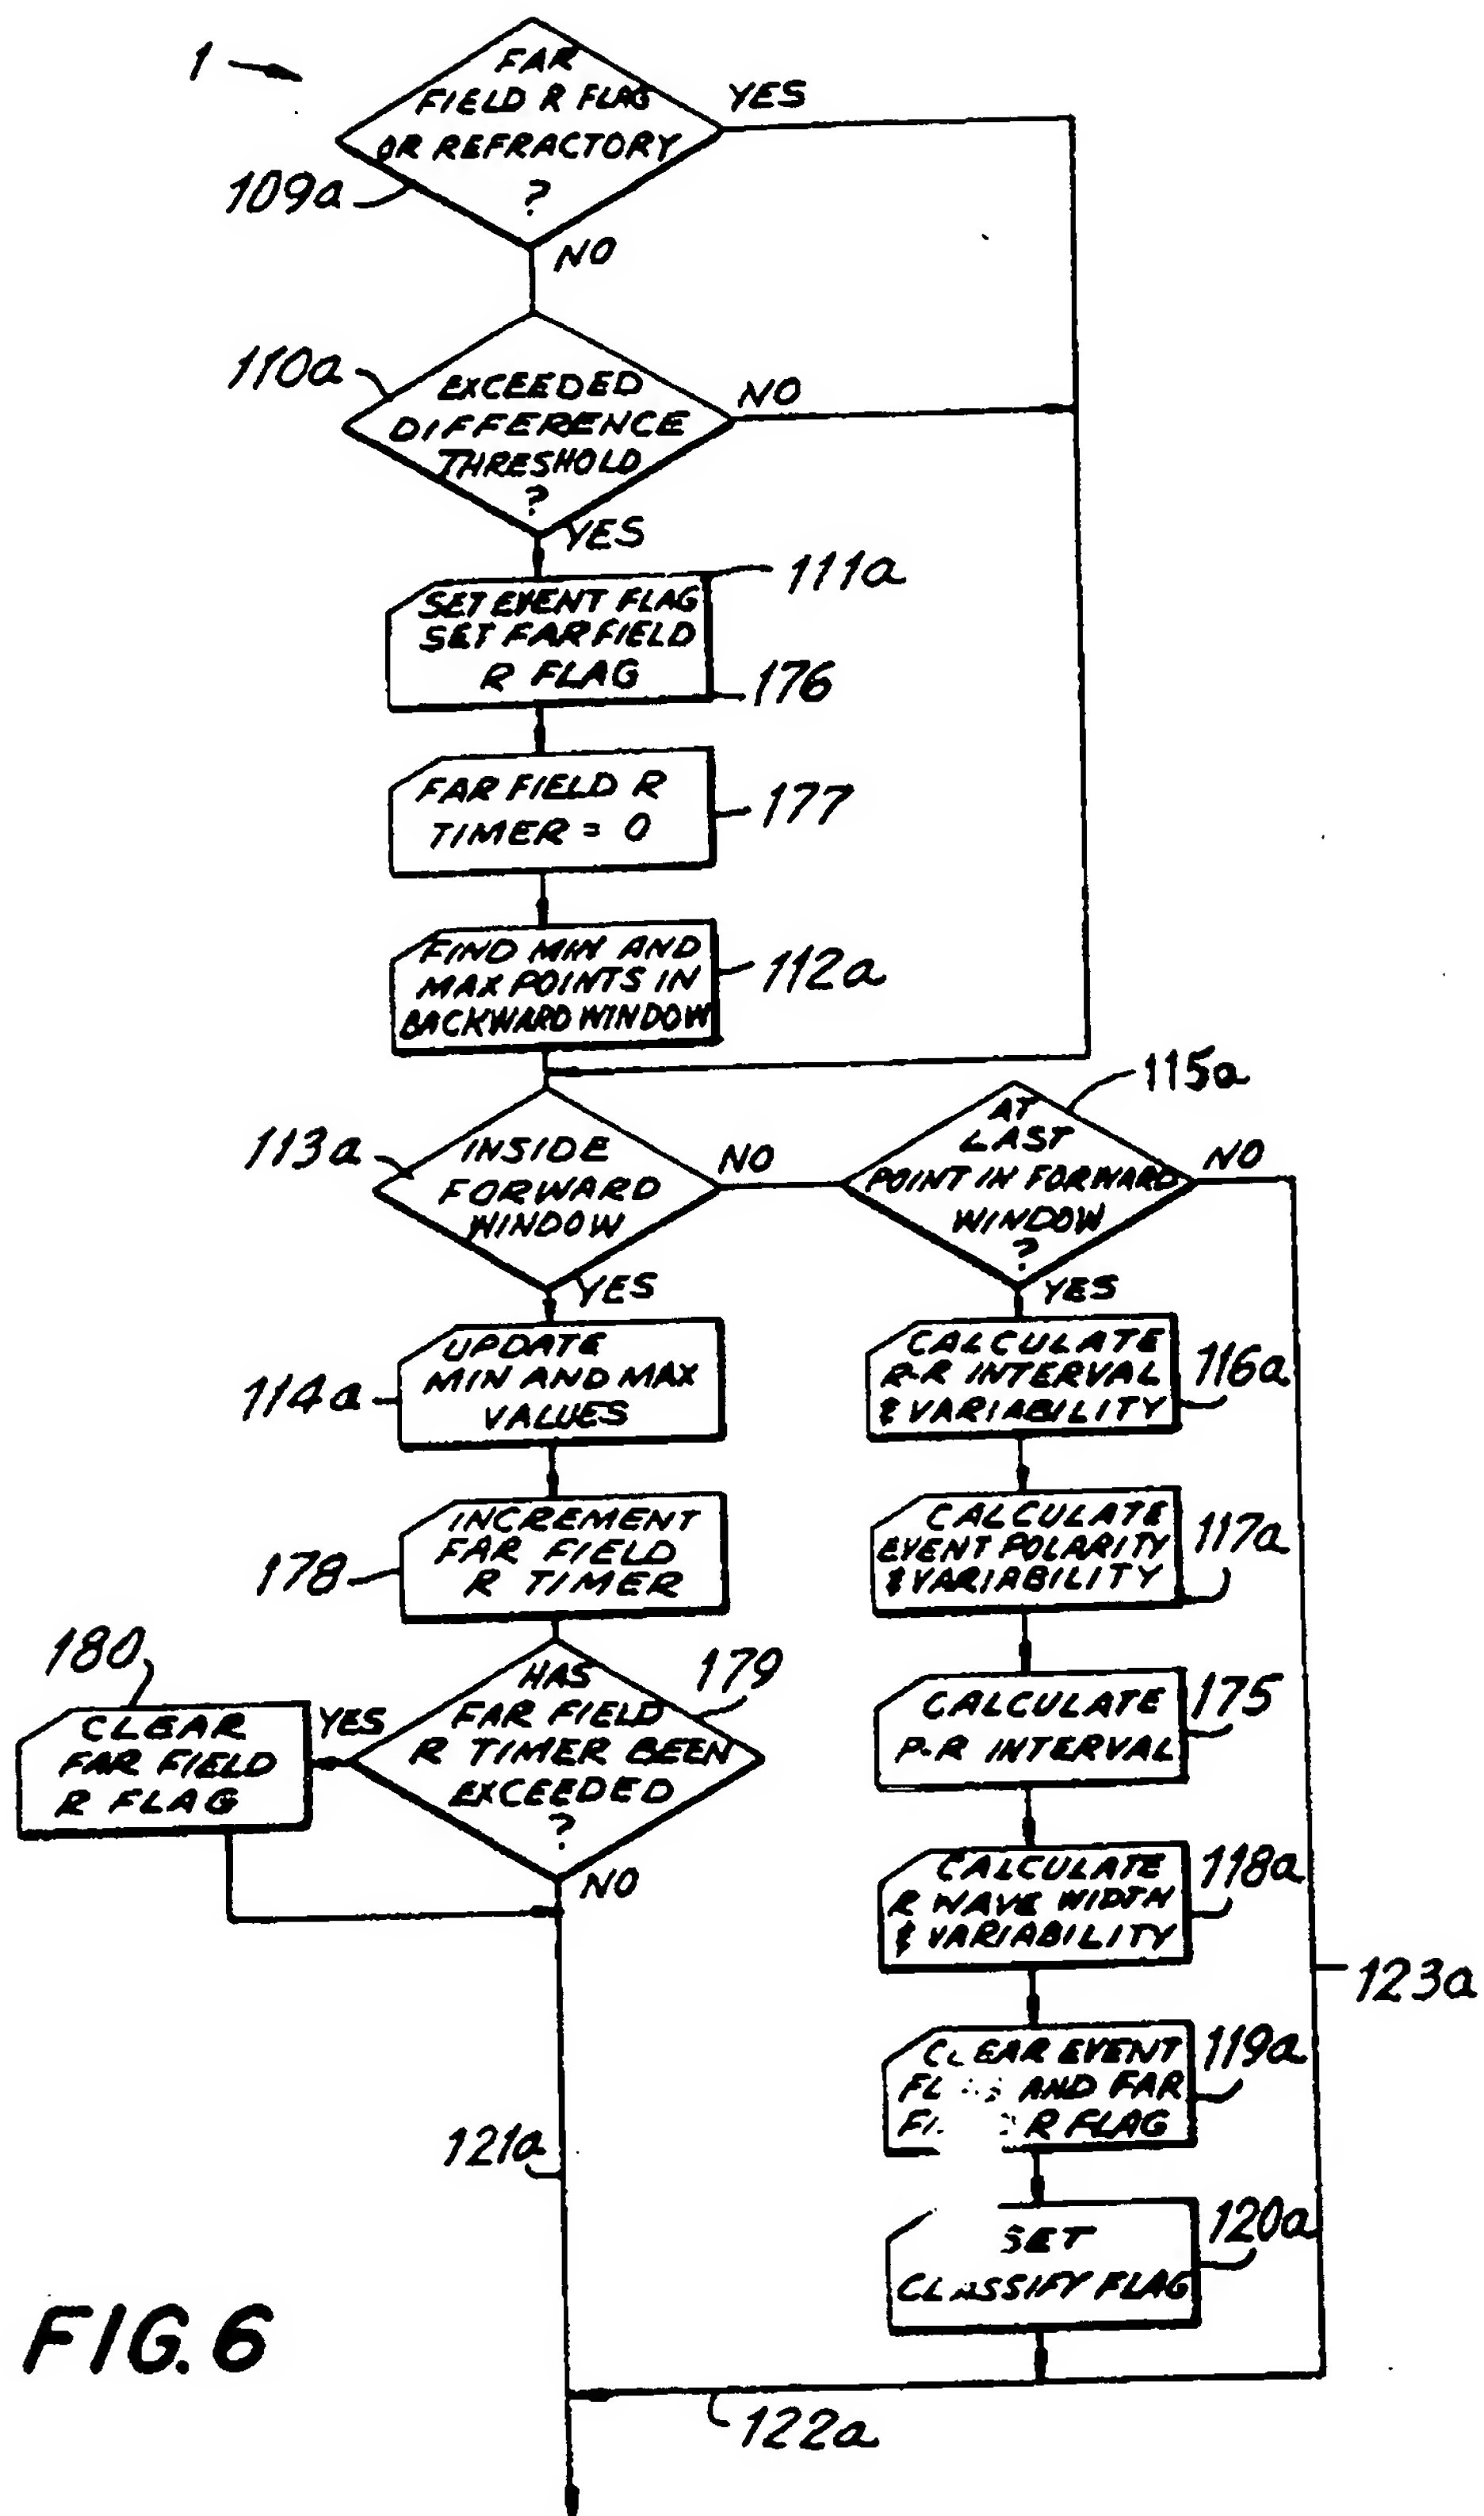 1
FAR
FIELD R FLAG
OR REFRACTORY
?
YES
109a
NO
110a
EXCEEDED
DIFFERENCE
THRESHOLD
?
NO
YES
111a
SET EVENT FLAG
SET FAR FIELD
R FLAG
176
FAR FIELD R
TIMER = 0
177
FIND MIN AND
MAX POINTS IN
BACKWARD WINDOW
112a
113a
INSIDE
FORWARD
WINDOW
NO
YES
115a
AT
LAST
POINT IN FORWARD
WINDOW
?
NO
YES
UPDATE
MIN AND MAX
VALUES
114a
CALCULATE
R-R INTERVAL
& VARIABILITY
116a
INCREMENT
FAR FIELD
R TIMER
178
CALCULATE
EVENT POLARITY
& VARIABILITY
117a
180
CLEAR
FAR FIELD
R FLAG
YES
HAS
FAR FIELD
R TIMER BEEN
EXCEEDED
?
179
NO
CALCULATE
P-R INTERVAL
175
CALCULATE
R WAVE WIDTH
& VARIABILITY
118a
123a
CLEAR EVENT
AND FAR
R FLAG
119a
121a
SET
CLASSIFY FLAG
120a
122a
FIG. 6